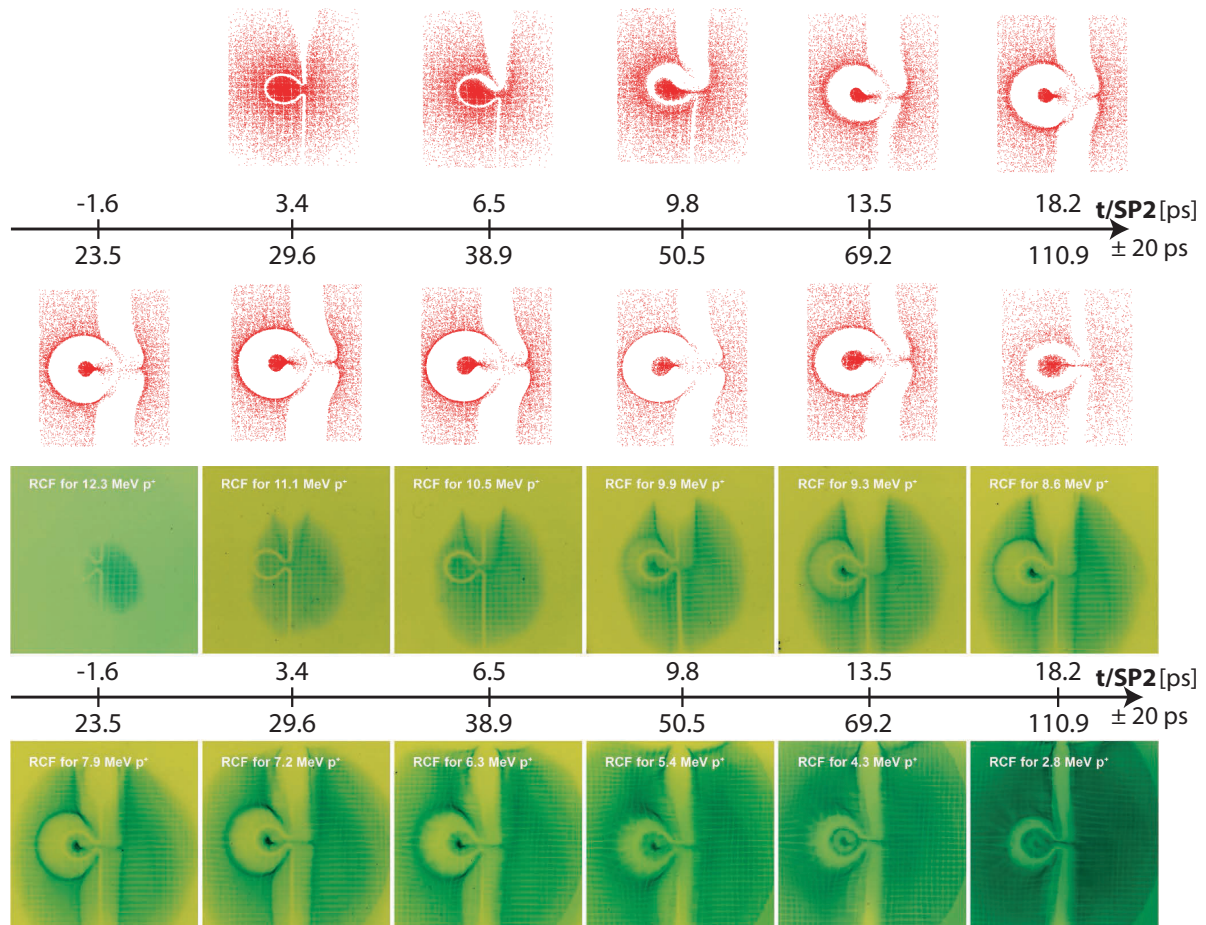 -1.6 3.4 6.5 9.8 13.5 18.2 t/SP2 [ps]
23.5 29.6 38.9 50.5 69.2 110.9 ± 20 ps
RCF for 12.3 MeV p⁺ RCF for 11.1 MeV p⁺ RCF for 10.5 MeV p⁺ RCF for 9.9 MeV p⁺ RCF for 9.3 MeV p⁺ RCF for 8.6 MeV p⁺
-1.6 3.4 6.5 9.8 13.5 18.2 t/SP2 [ps]
23.5 29.6 38.9 50.5 69.2 110.9 ± 20 ps
RCF for 7.9 MeV p⁺ RCF for 7.2 MeV p⁺ RCF for 6.3 MeV p⁺ RCF for 5.4 MeV p⁺ RCF for 4.3 MeV p⁺ RCF for 2.8 MeV p⁺